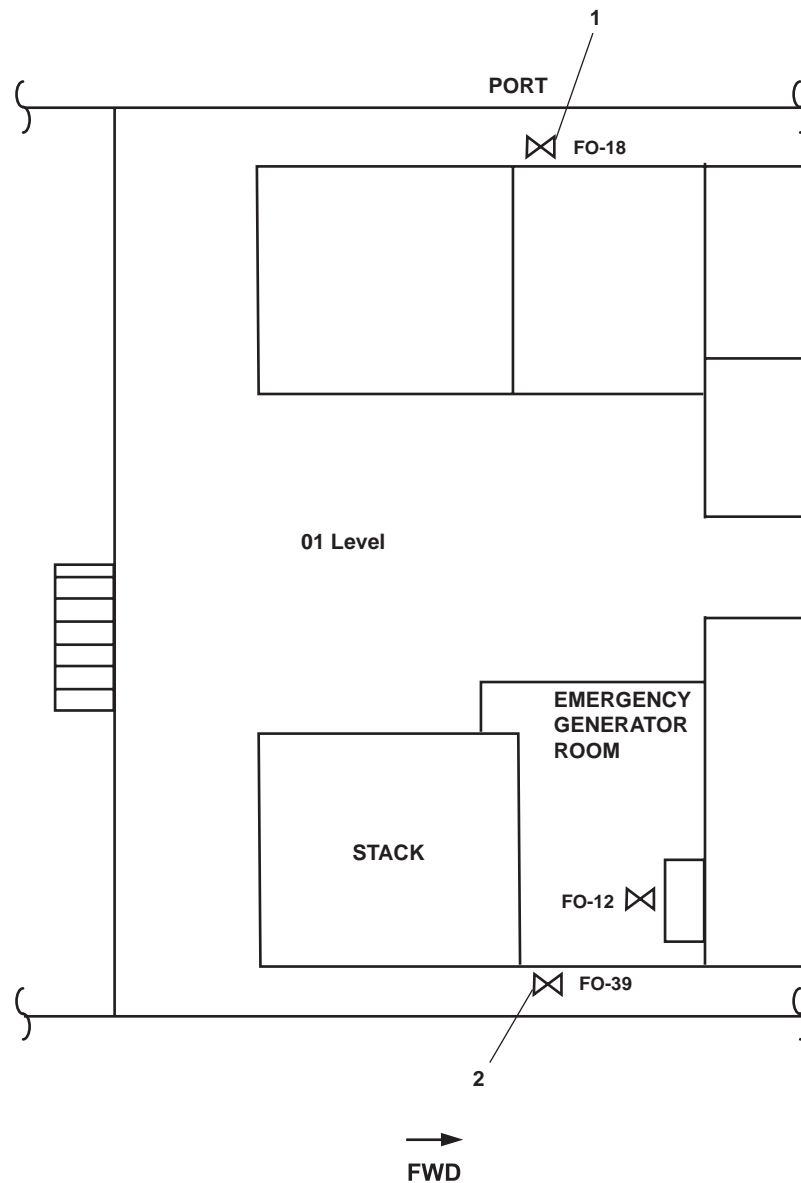 1
PORT
FO-18
01 Level
EMERGENCY
GENERATOR
ROOM
STACK
FO-12
FO-39
2
FWD